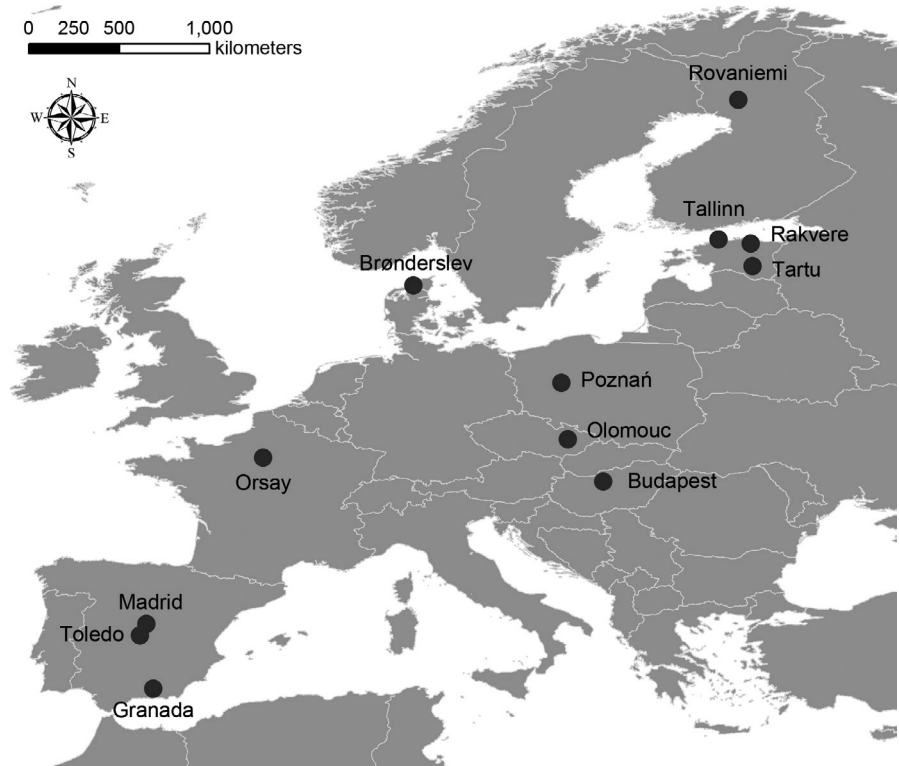 0 250 500 1,000
kilometers
N
W E
S
Rovaniemi
Tallinn
Rakvere
Tartu
Brønderslev
Poznań
Olomouc
Orsay
Budapest
Madrid
Toledo
Granada